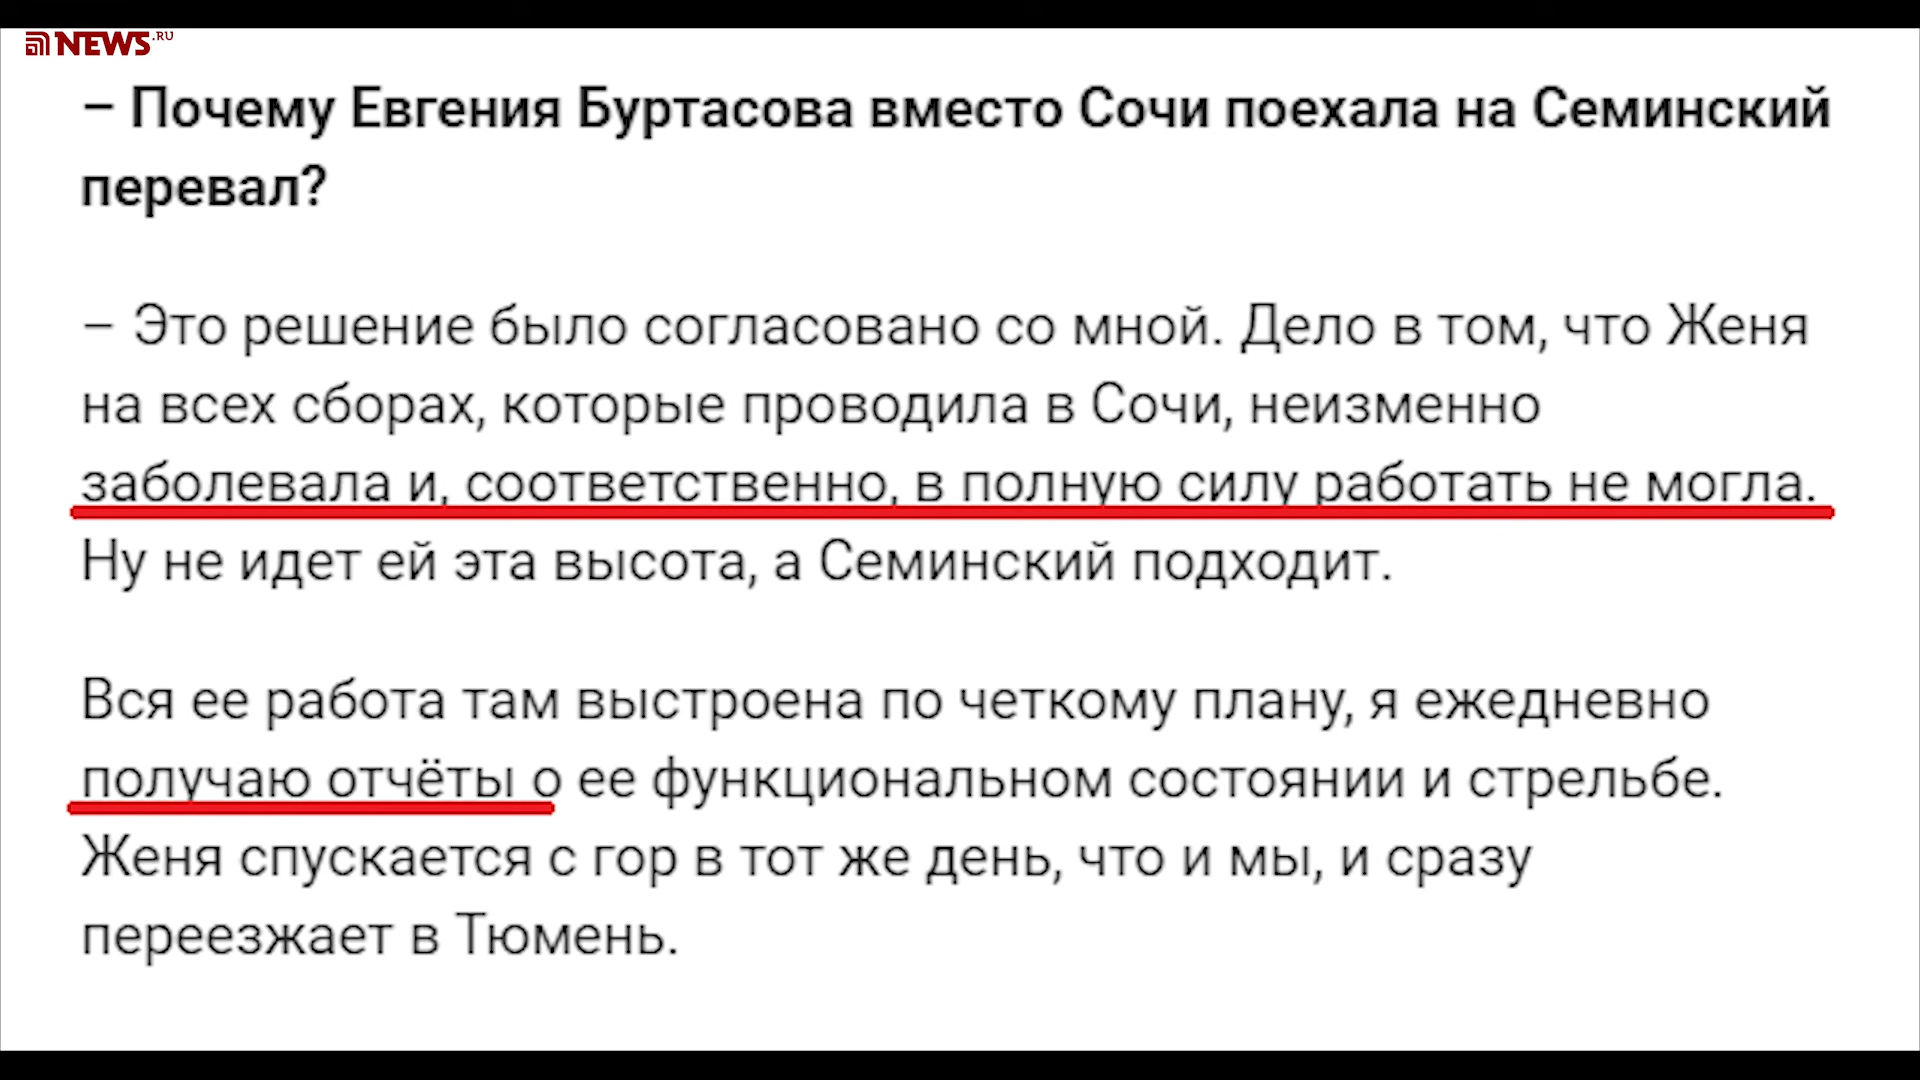 NEWS.RU
– Почему Евгения Буртасова вместо Сочи поехала на Семинский
перевал?
– Это решение было согласовано со мной. Дело в том, что Женя
на всех сборах, которые проводила в Сочи, неизменно
заболевала и, соответственно, в полную силу работать не могла.
Ну не идет ей эта высота, а Семинский подходит.
Вся ее работа там выстроена по четкому плану, я ежедневно
получаю отчёты о ее функциональном состоянии и стрельбе.
Женя спускается с гор в тот же день, что и мы, и сразу
переезжает в Тюмень.